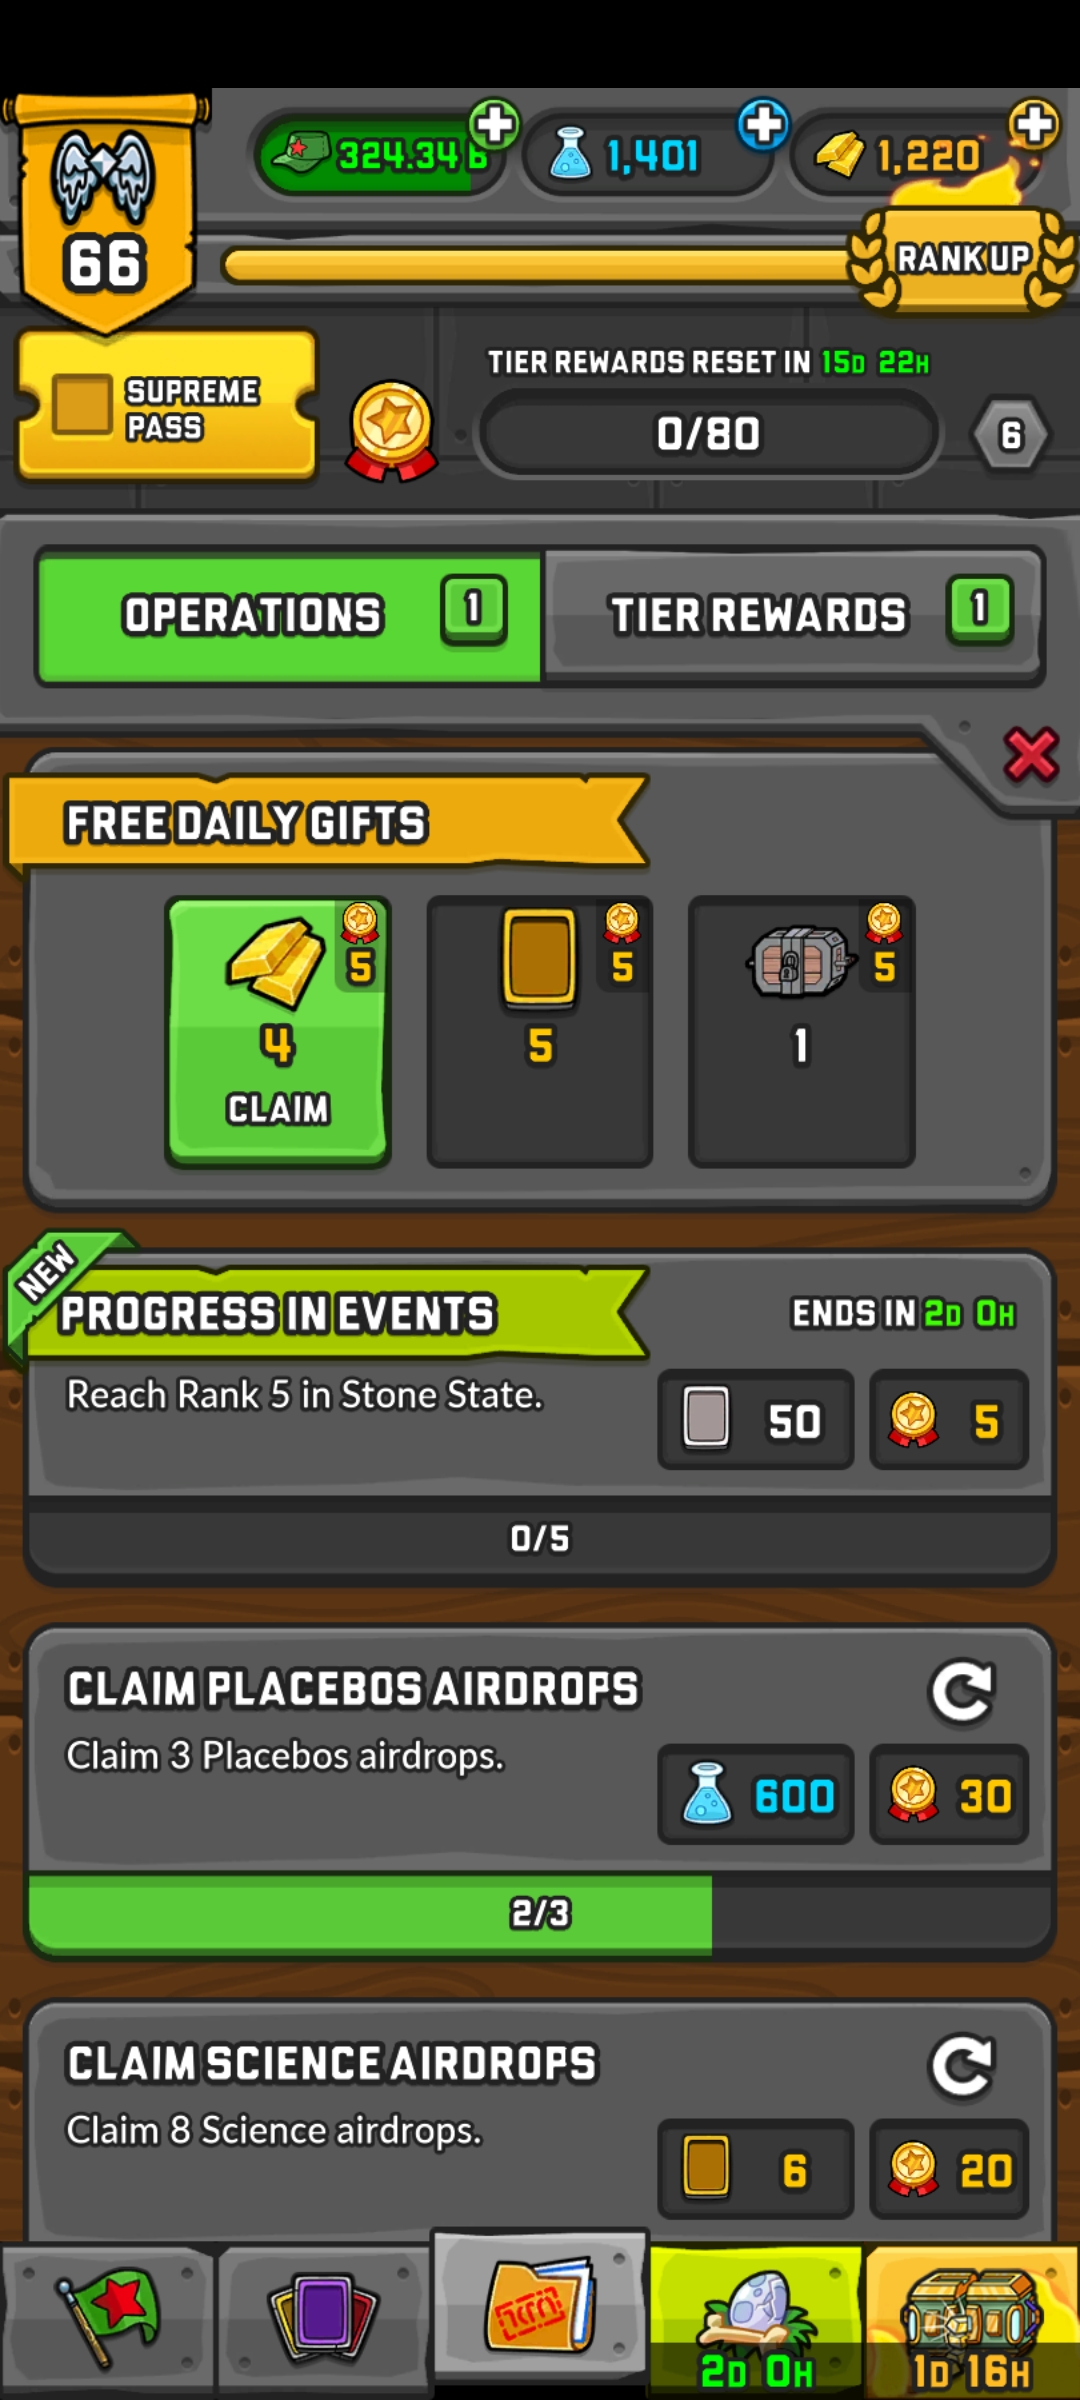 324.34 B
1,401
1,220
66
RANK UP
SUPREME
PASS
TIER REWARDS RESET IN 15D 22H
0/80
6
OPERATIONS
1
TIER REWARDS
1
FREE DAILY GIFTS
5
5
5
4
5
1
CLAIM
NEW
PROGRESS IN EVENTS
ENDS IN 2D 0H
Reach Rank 5 in Stone State.
50
5
0/5
CLAIM PLACEBOS AIRDROPS
Claim 3 Placebos airdrops.
600
30
2/3
CLAIM SCIENCE AIRDROPS
Claim 8 Science airdrops.
6
20
2D 0H
1D 16H